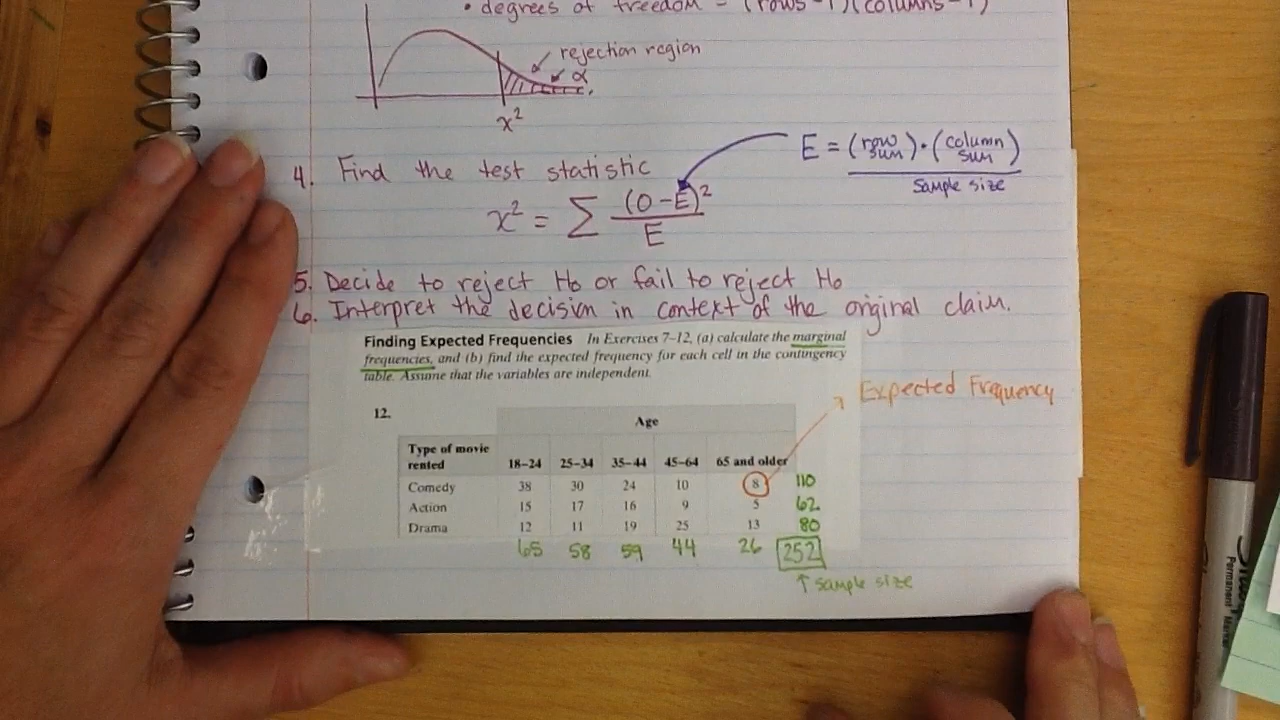 • degrees of freedom = (rows-1)(columns-1)
rejection region
α
x²
4. Find the test statistic
x² = Σ (O-E)²
E
E = (row sum)·(column sum)
Sample size
5. Decide to reject H₀ or fail to reject H₀
6. Interpret the decision in context of the original claim.
Finding Expected Frequencies In Exercises 7–12, (a) calculate the marginal
frequencies, and (b) find the expected frequency for each cell in the contingency
table. Assume that the variables are independent.
Expected Frequency
12.
Age
Type of movie
rented 18–24 25–34 35–44 45–64 65 and older
Comedy 38 30 24 10 8 110
Action 15 17 16 9 5 62
Drama 12 11 19 25 13 80
65 58 59 44 26 252
↑ sample size
Permanent Marker